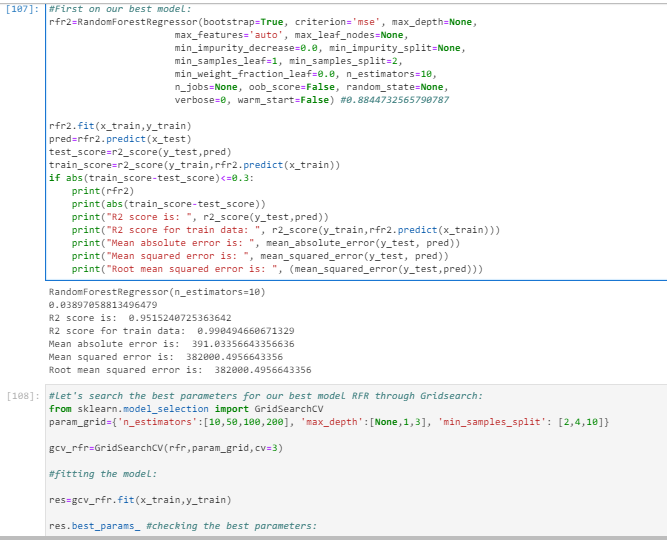 [107]: #First on our best model:
rfr2=RandomForestRegressor(bootstrap=True, criterion='mse', max_depth=None,
max_features='auto', max_leaf_nodes=None,
min_impurity_decrease=0.0, min_impurity_split=None,
min_samples_leaf=1, min_samples_split=2,
min_weight_fraction_leaf=0.0, n_estimators=10,
n_jobs=None, oob_score=False, random_state=None,
verbose=0, warm_start=False) #0.8844732565790787
rfr2.fit(x_train,y_train)
pred=rfr2.predict(x_test)
test_score=r2_score(y_test,pred)
train_score=r2_score(y_train,rfr2.predict(x_train))
if abs(train_score-test_score)<=0.3:
print(rfr2)
print(abs(train_score-test_score))
print("R2 score is: ", r2_score(y_test,pred))
print("R2 score for train data: ", r2_score(y_train,rfr2.predict(x_train)))
print("Mean absolute error is: ", mean_absolute_error(y_test, pred))
print("Mean squared error is: ", mean_squared_error(y_test, pred))
print("Root mean squared error is: ", (mean_squared_error(y_test,pred)))
RandomForestRegressor(n_estimators=10)
0.03897058813496479
R2 score is:  0.9515240725363642
R2 score for train data:  0.990494660671329
Mean absolute error is:  391.03356643356636
Mean squared error is:  382000.4956643356
Root mean squared error is:  382000.4956643356
[108]: #let's search the best parameters for our best model RFR through Gridsearch:
from sklearn.model_selection import GridSearchCV
param_grid={'n_estimators':[10,50,100,200], 'max_depth':[None,1,3], 'min_samples_split': [2,4,10]}
gcv_rfr=GridSearchCV(rfr,param_grid,cv=3)
#fitting the model:
res=gcv_rfr.fit(x_train,y_train)
res.best_params_ #checking the best parameters: